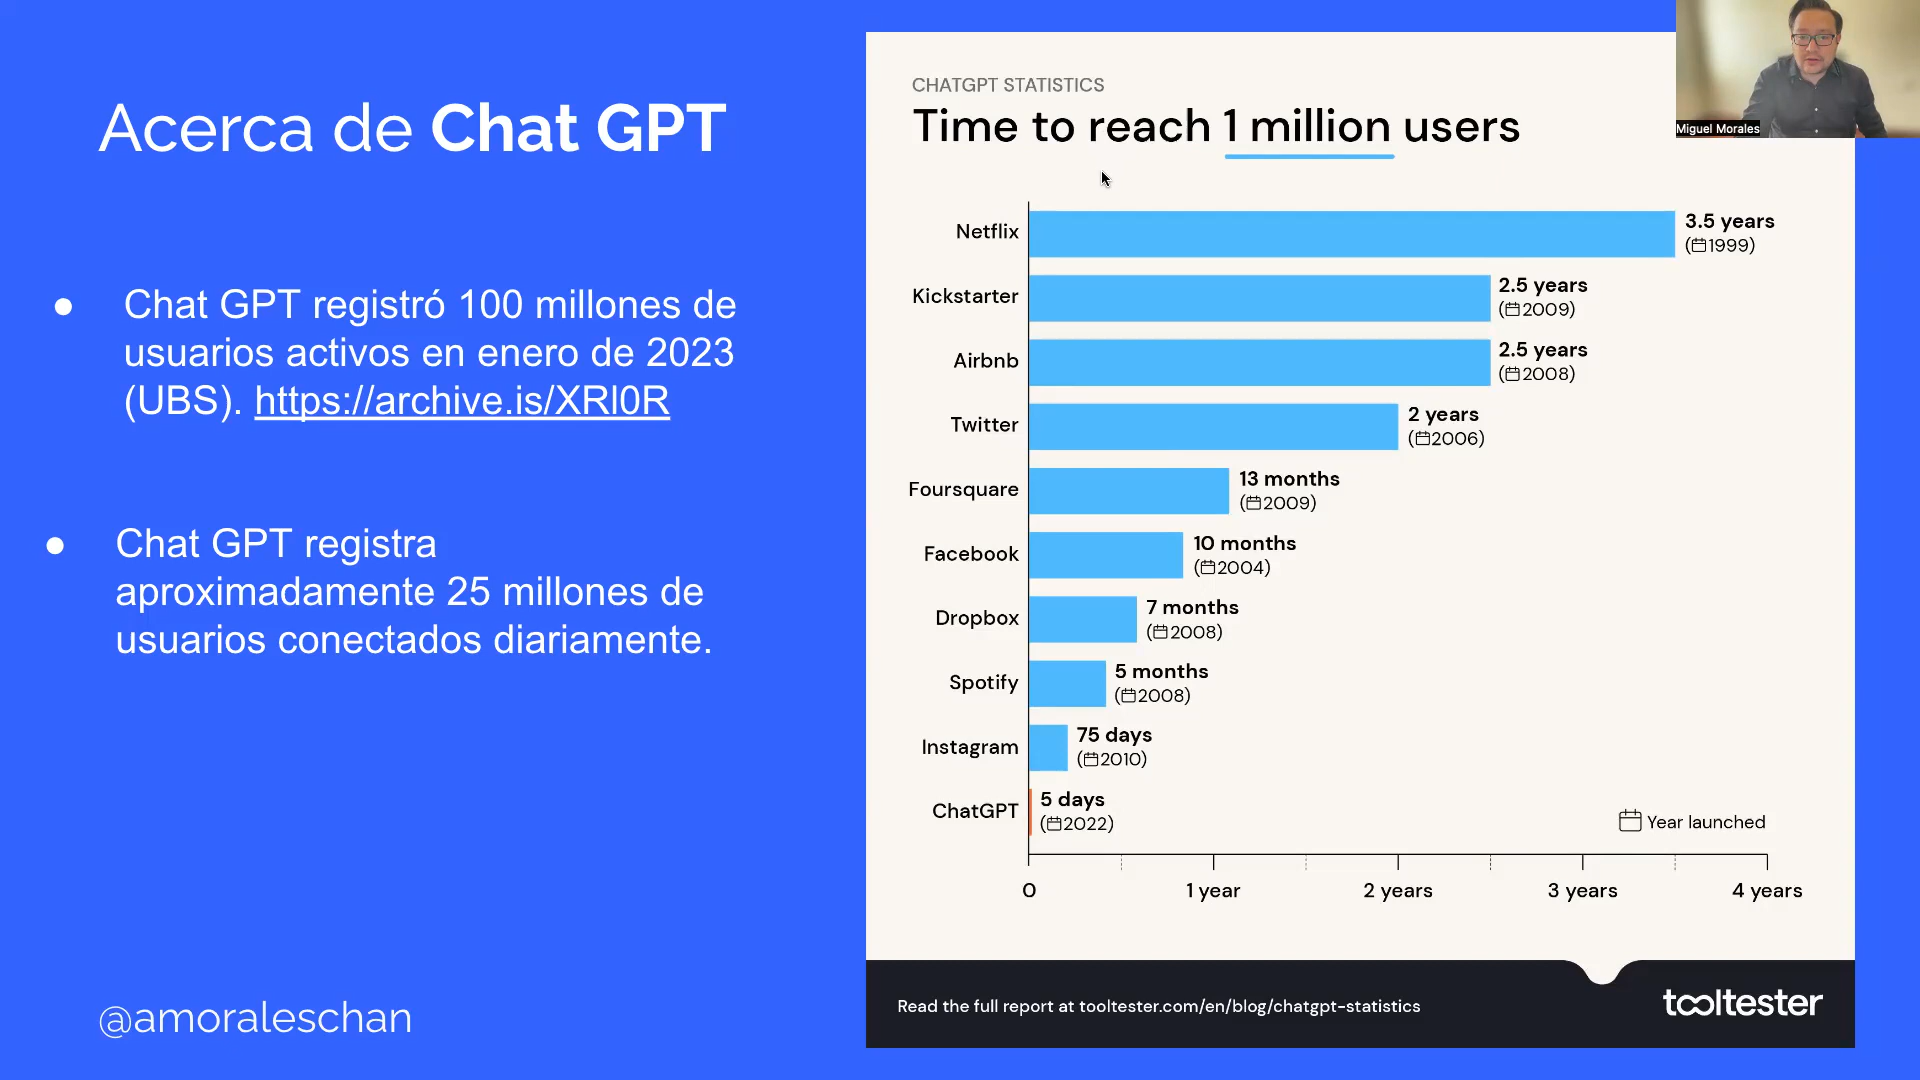 Acerca de Chat GPT
● Chat GPT registró 100 millones de
usuarios activos en enero de 2023
(UBS). https://archive.is/XRl0R
● Chat GPT registra
aproximadamente 25 millones de
usuarios conectados diariamente.
@amoraleschan
CHATGPT STATISTICS
Time to reach 1 million users
Netflix
3.5 years
(1999)
Kickstarter
2.5 years
(2009)
Airbnb
2.5 years
(2008)
Twitter
2 years
(2006)
Foursquare
13 months
(2009)
Facebook
10 months
(2004)
Dropbox
7 months
(2008)
Spotify
5 months
(2008)
Instagram
75 days
(2010)
ChatGPT
5 days
(2022)
Year launched
0 1 year 2 years 3 years 4 years
Read the full report at tooltester.com/en/blog/chatgpt-statistics
tooltester
Miguel Morales